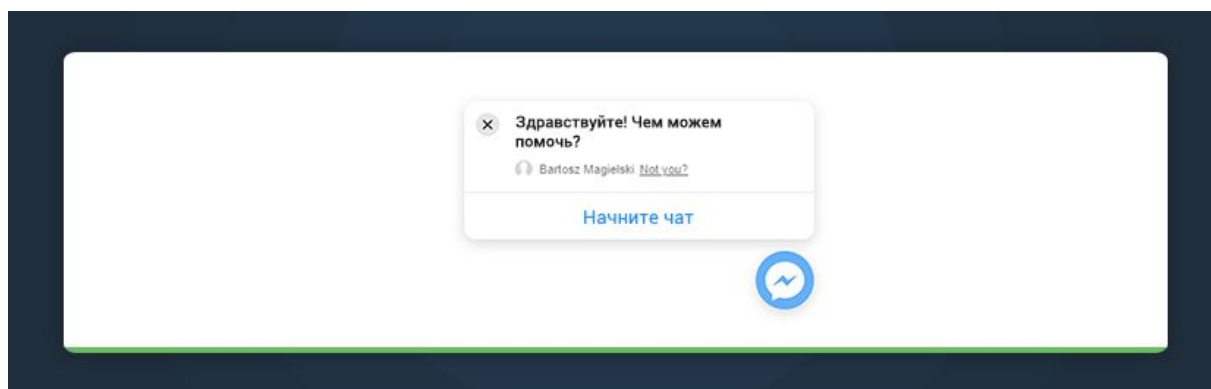 Здравствуйте! Чем можем
помочь?
Bartosz Magielski Not you?
Начните чат